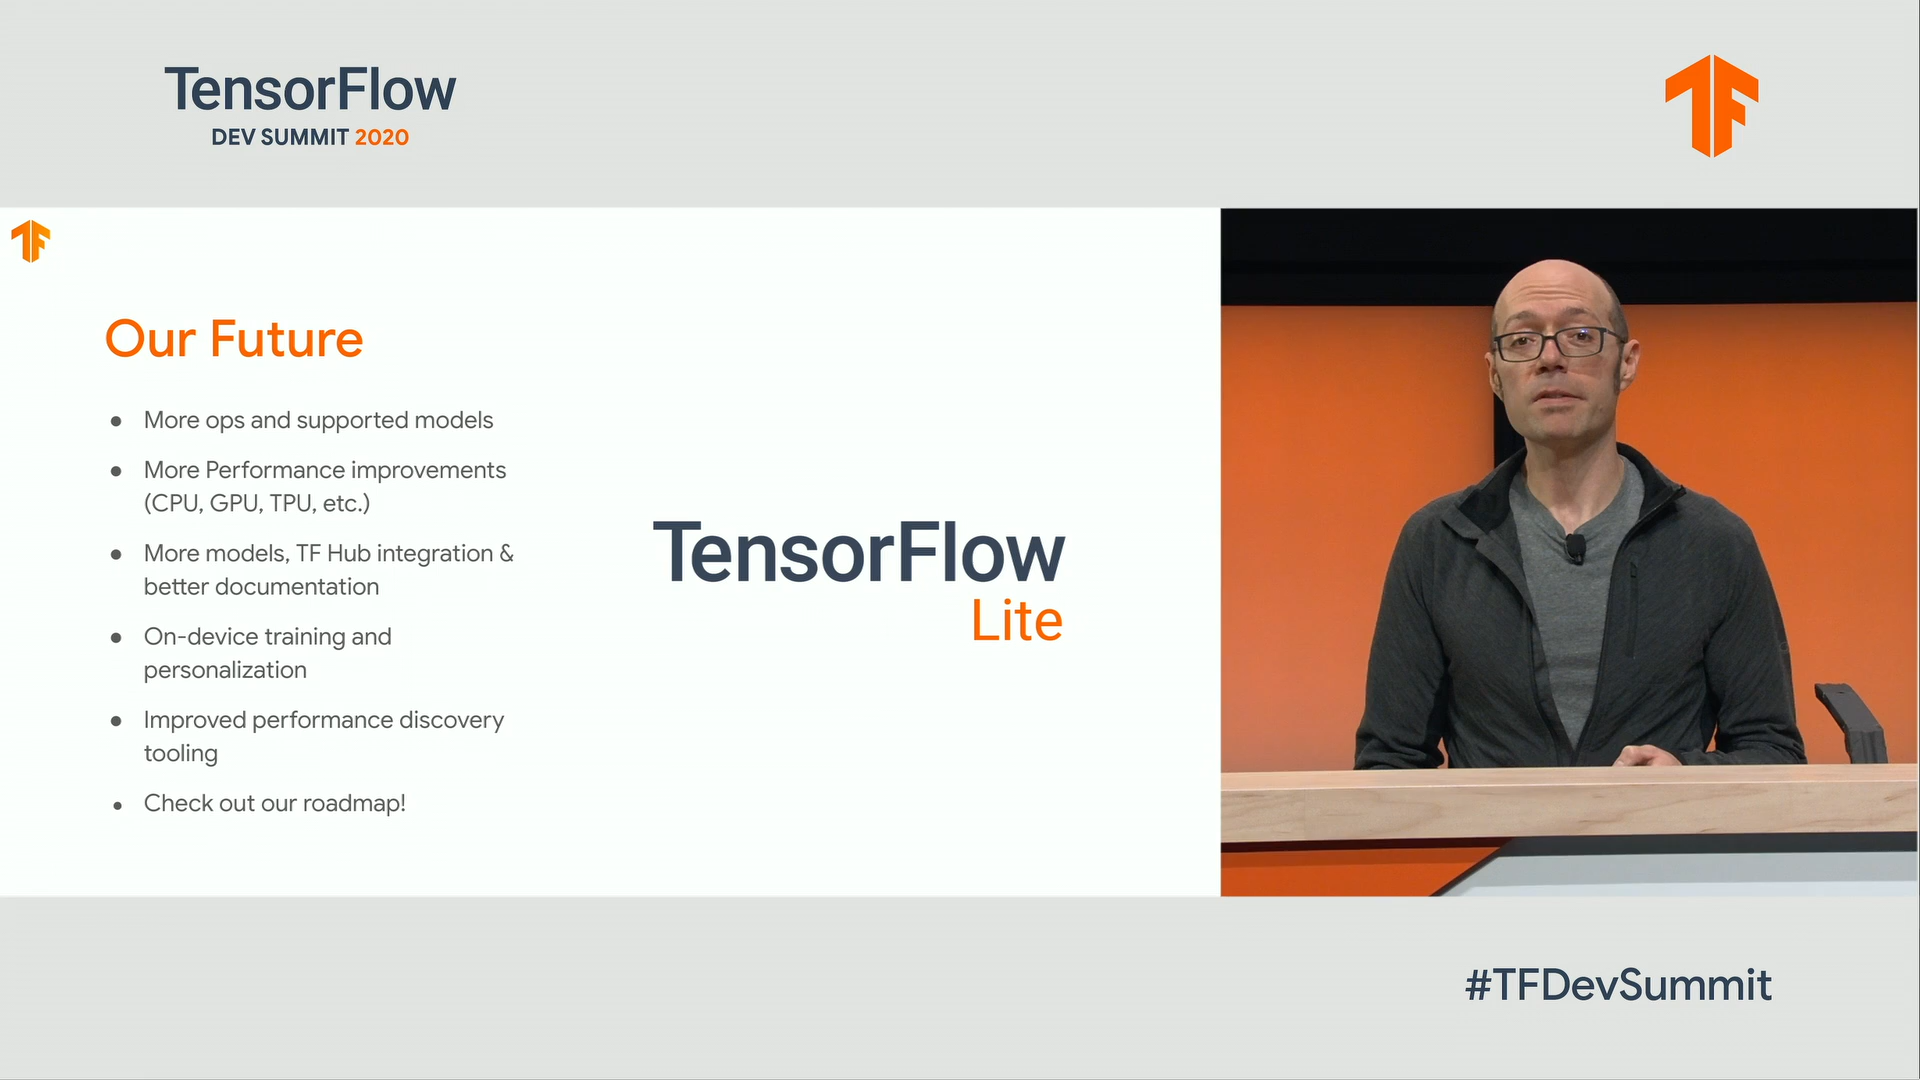 TensorFlow
DEV SUMMIT 2020
Our Future
More ops and supported models
More Performance improvements
(CPU, GPU, TPU, etc.)
More models, TF Hub integration &
better documentation
On-device training and
personalization
Improved performance discovery
tooling
Check out our roadmap!
TensorFlow
Lite
#TFDevSummit